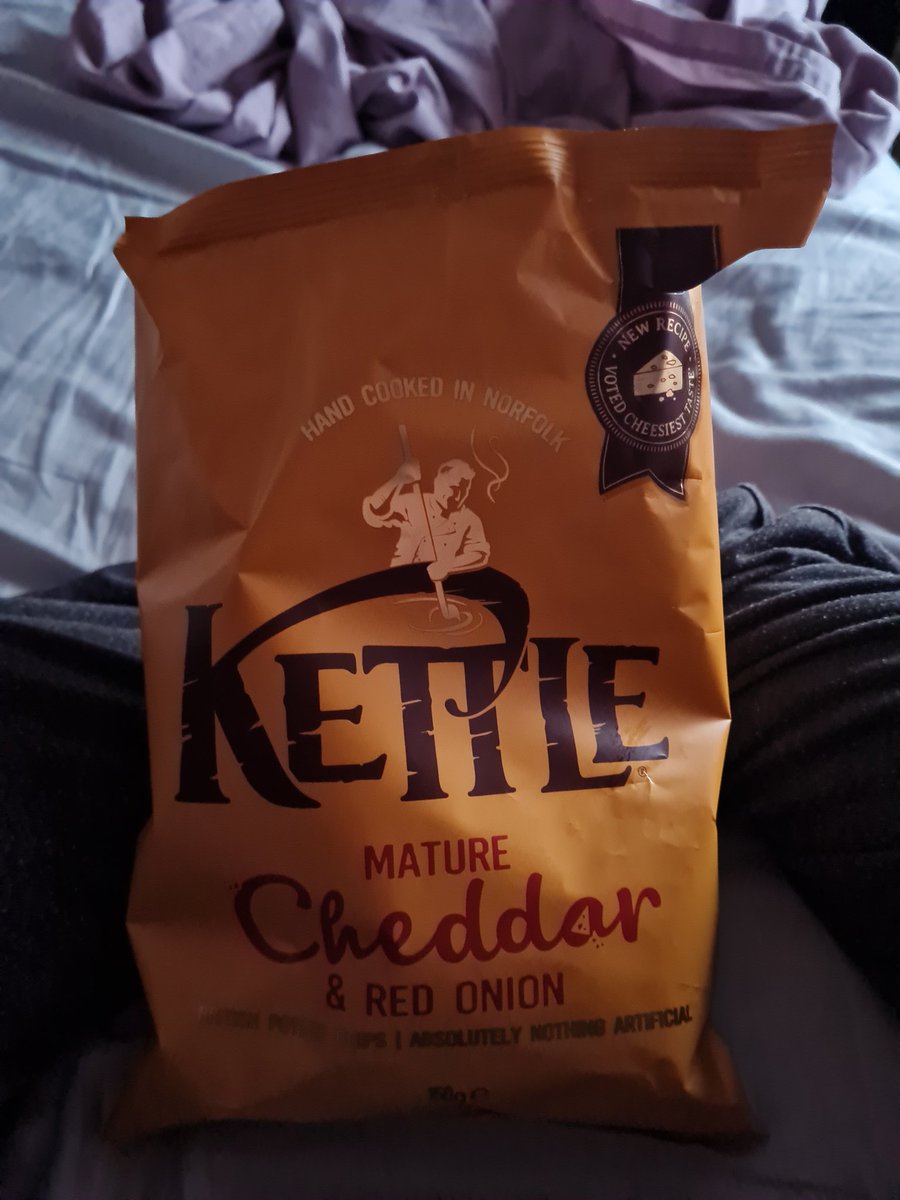 NEW RECIPE
VOTED CHEESIEST TASTE
HAND COOKED IN NORFOLK
KETTLE®
MATURE
Cheddar
& RED ONION
| ABSOLUTELY NOTHING ARTIFICIAL